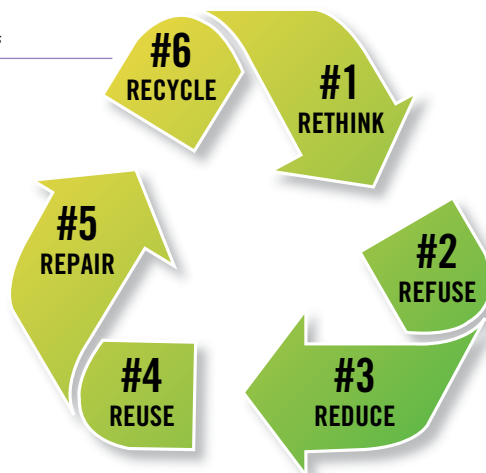 #6
RECYCLE
#1
RETHINK
#2
REFUSE
#3
REDUCE
#4
REUSE
#5
REPAIR